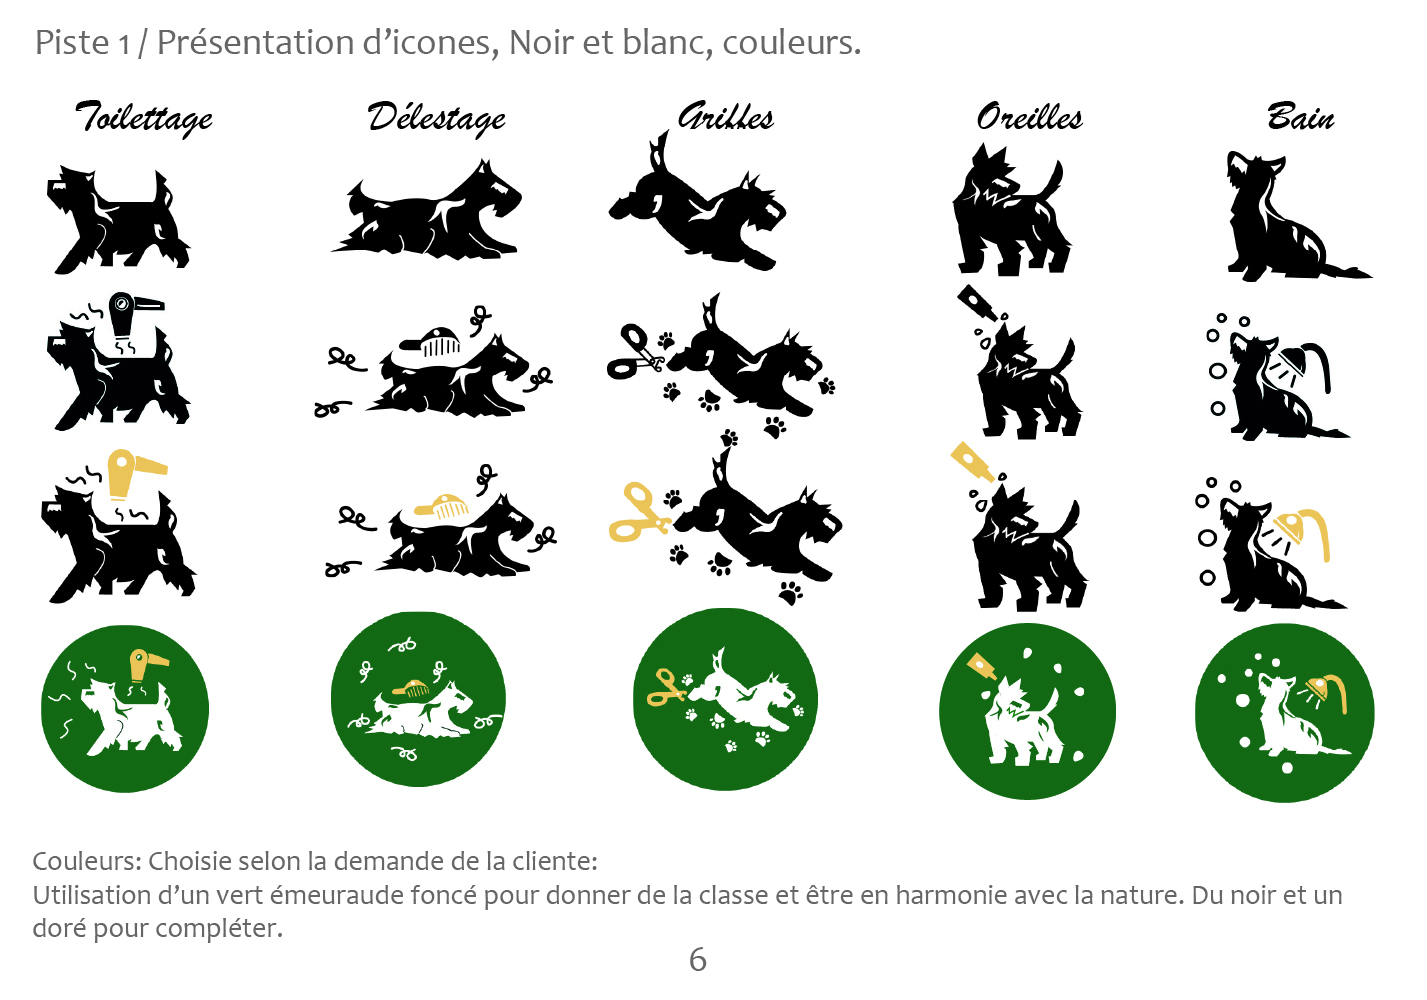 Piste 1 / Présentation d'icones, Noir et blanc, couleurs.
Toilettage
Délestage
Griffes
Oreilles
Bain
Couleurs: Choisie selon la demande de la cliente:
Utilisation d'un vert émeuraude foncé pour donner de la classe et être en harmonie avec la nature. Du noir et un
doré pour compléter.
6